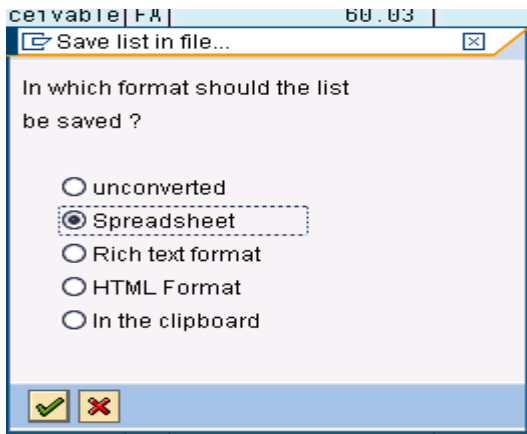 ceivable|FA| 60.03 |
Save list in file...
In which format should the list
be saved ?
unconverted
Spreadsheet
Rich text format
HTML Format
In the clipboard